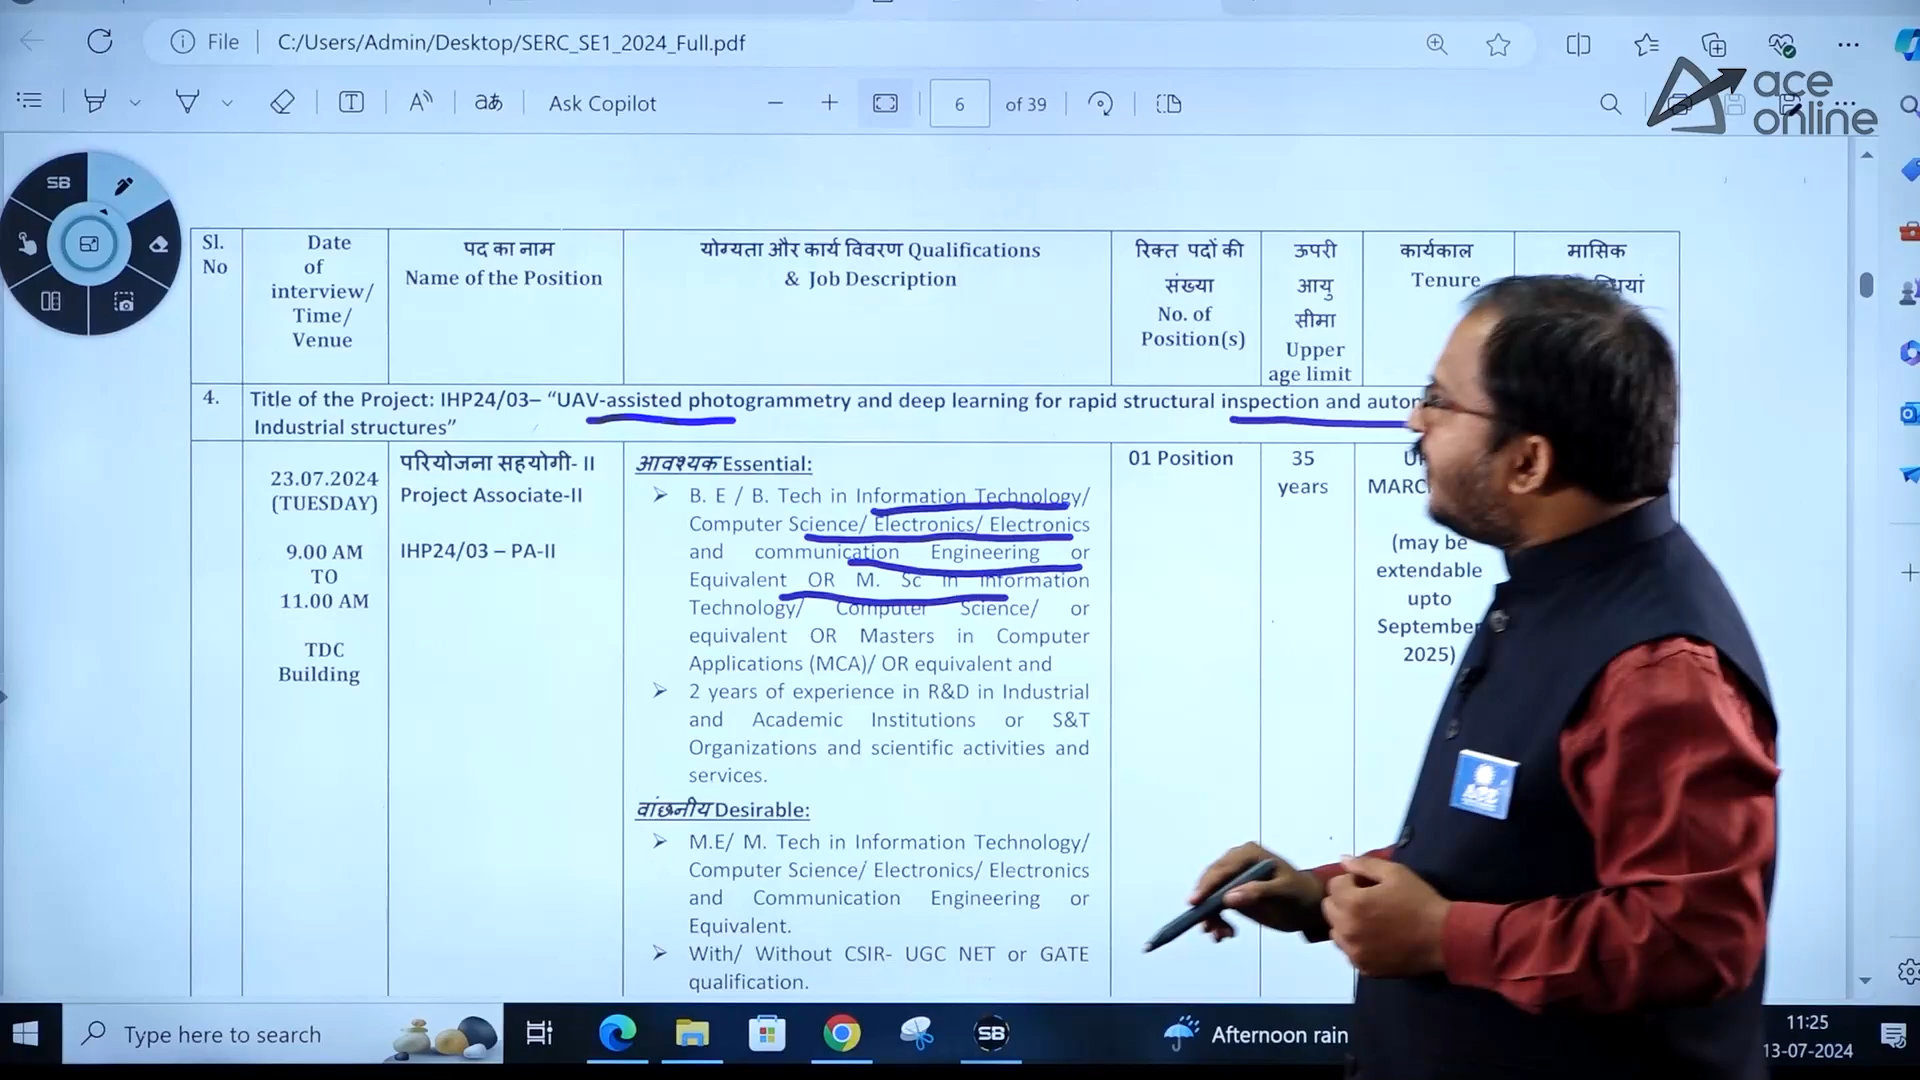 File
C:/Users/Admin/Desktop/SERC_SE1_2024_Full.pdf
Ask Copilot
6
of 39
ace
online
SB
Sl.
No
Date
of
interview/
Time/
Venue
पद का नाम
Name of the Position
योग्यता और कार्य विवरण Qualifications
& Job Description
रिक्त पदों की
संख्या
No. of
Position(s)
ऊपरी
आयु
सीमा
Upper
age limit
कार्यकाल
Tenure
मासिक
4.
Title of the Project: IHP24/03– “UAV-assisted photogrammetry and deep learning for rapid structural inspection and
Industrial structures”
23.07.2024
(TUESDAY)
9.00 AM
TO
11.00 AM
TDC
Building
परियोजना सहयोगी- II
Project Associate-II
IHP24/03 – PA-II
आवश्यक Essential:
B. E / B. Tech in Information Technology/
Computer Science/ Electronics/ Electronics
and communication Engineering or
Equivalent OR M. Sc in Information
Technology/ Computer Science/ or
equivalent OR Masters in Computer
Applications (MCA)/ OR equivalent and
2 years of experience in R&D in Industrial
and Academic Institutions or S&T
Organizations and scientific activities and
services.
वांछनीय Desirable:
M.E/ M. Tech in Information Technology/
Computer Science/ Electronics/ Electronics
and Communication Engineering or
Equivalent.
With/ Without CSIR- UGC NET or GATE
qualification.
01 Position
35
years
(may be
extendable
upto
September
2025)
Type here to search
SB
Afternoon rain
11:25
13-07-2024